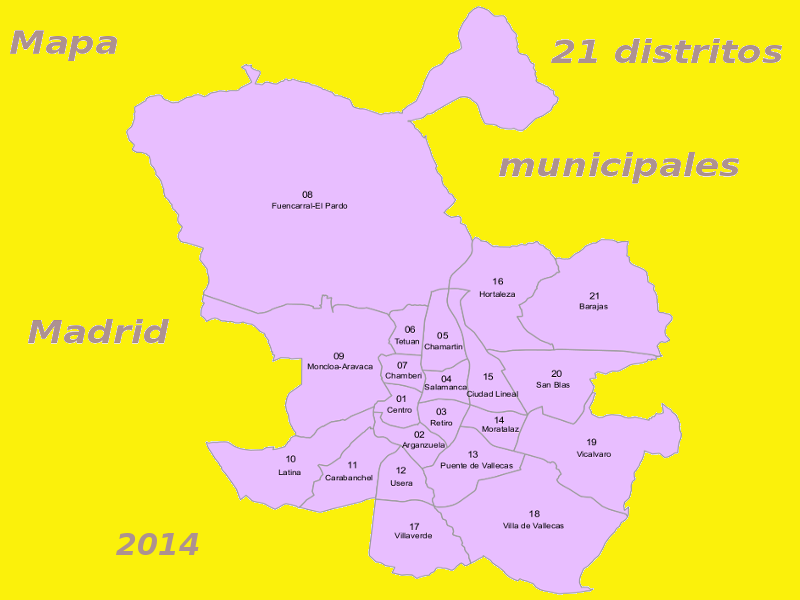 Mapa
21 distritos
municipales
08
Fuencarral-El Pardo
16
Hortaleza
21
Barajas
Madrid
06
Tetuan
05
Chamartin
09
Moncloa-Aravaca
07
Chamberi
04
Salamanca
15
Ciudad Lineal
20
San Blas
01
Centro
03
Retiro
14
Moratalaz
02
Arganzuela
19
Vicalvaro
10
Latina
11
Carabanchel
12
Usera
13
Puente de Vallecas
18
Villa de Vallecas
17
Villaverde
2014